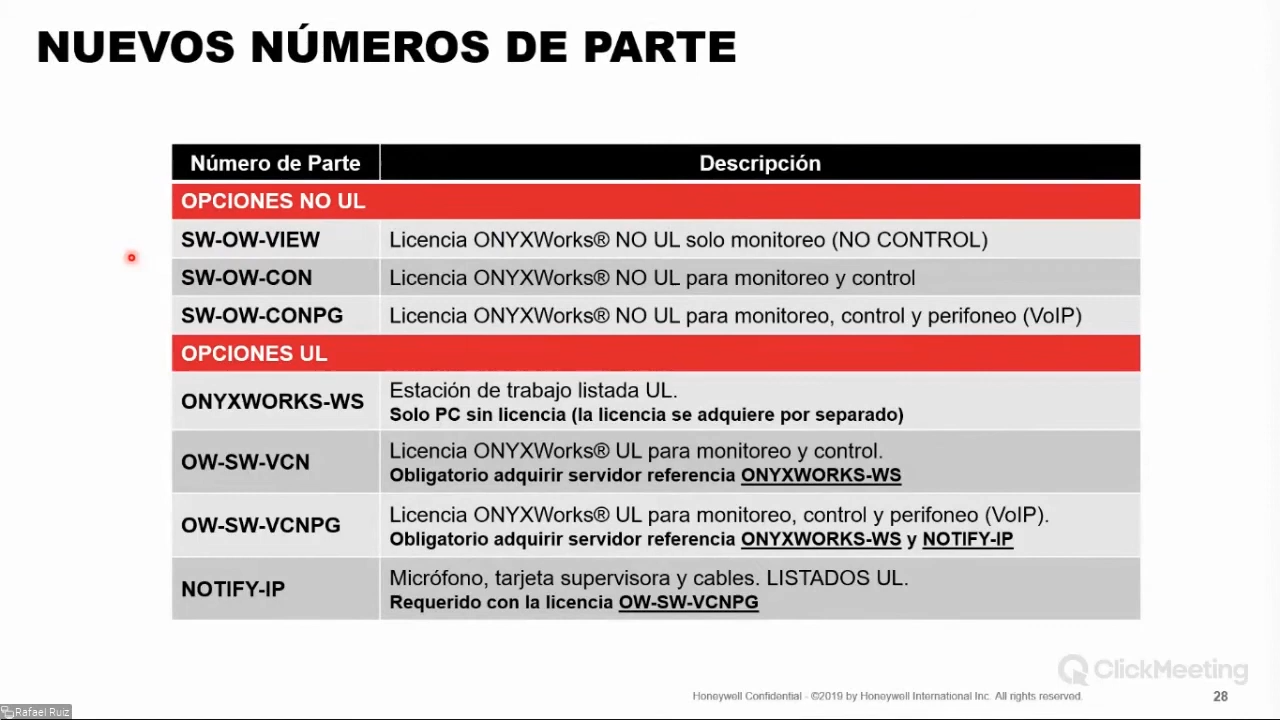 NUEVOS NÚMEROS DE PARTE
Número de Parte Descripción
OPCIONES NO UL
SW-OW-VIEW Licencia ONYXWorks® NO UL solo monitoreo (NO CONTROL)
SW-OW-CON Licencia ONYXWorks® NO UL para monitoreo y control
SW-OW-CONPG Licencia ONYXWorks® NO UL para monitoreo, control y perifoneo (VoIP)
OPCIONES UL
ONYXWORKS-WS Estación de trabajo listada UL.
Solo PC sin licencia (la licencia se adquiere por separado)
OW-SW-VCN Licencia ONYXWorks® UL para monitoreo y control.
Obligatorio adquirir servidor referencia ONYXWORKS-WS
OW-SW-VCNPG Licencia ONYXWorks® UL para monitoreo, control y perifoneo (VoIP).
Obligatorio adquirir servidor referencia ONYXWORKS-WS y NOTIFY-IP
NOTIFY-IP Micrófono, tarjeta supervisora y cables. LISTADOS UL.
Requerido con la licencia OW-SW-VCNPG
ClickMeeting
Honeywell Confidential - ©2019 by Honeywell International Inc. All rights reserved. 28
Rafael Ruiz